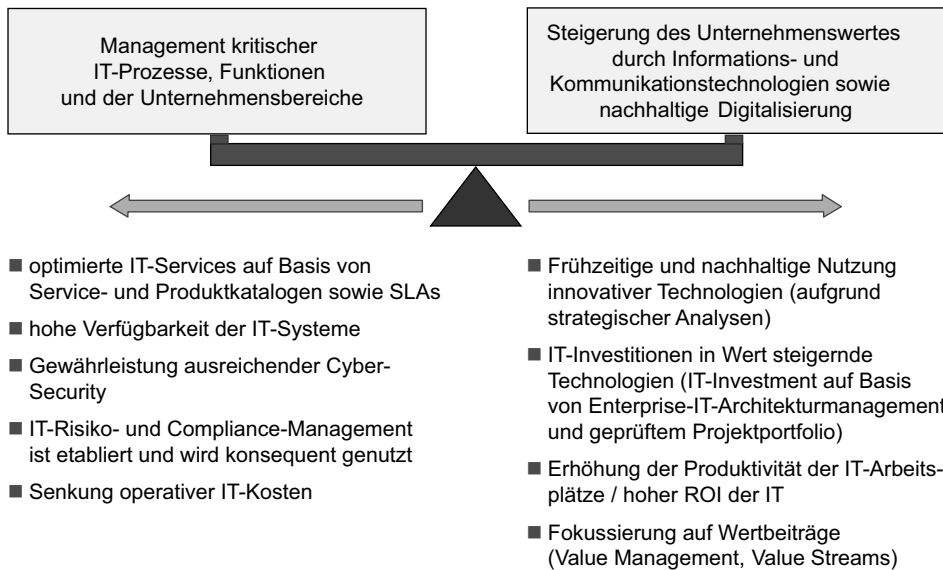 Management kritischer
IT-Prozesse, Funktionen
und der Unternehmensbereiche
Steigerung des Unternehmenswertes
durch Informations- und
Kommunikationstechnologien sowie
nachhaltige Digitalisierung
■ optimierte IT-Services auf Basis von
Service- und Produktkatalogen sowie SLAs
■ hohe Verfügbarkeit der IT-Systeme
■ Gewährleistung ausreichender Cyber-
Security
■ IT-Risiko- und Compliance-Management
ist etabliert und wird konsequent genutzt
■ Senkung operativer IT-Kosten
■ Frühzeitige und nachhaltige Nutzung
innovativer Technologien (aufgrund
strategischer Analysen)
■ IT-Investitionen in Wert steigernde
Technologien (IT-Investment auf Basis
von Enterprise-IT-Architekturmanagement
und geprüftem Projektportfolio)
■ Erhöhung der Produktivität der IT-Arbeits-
plätze / hoher ROI der IT
■ Fokussierung auf Wertbeiträge
(Value Management, Value Streams)